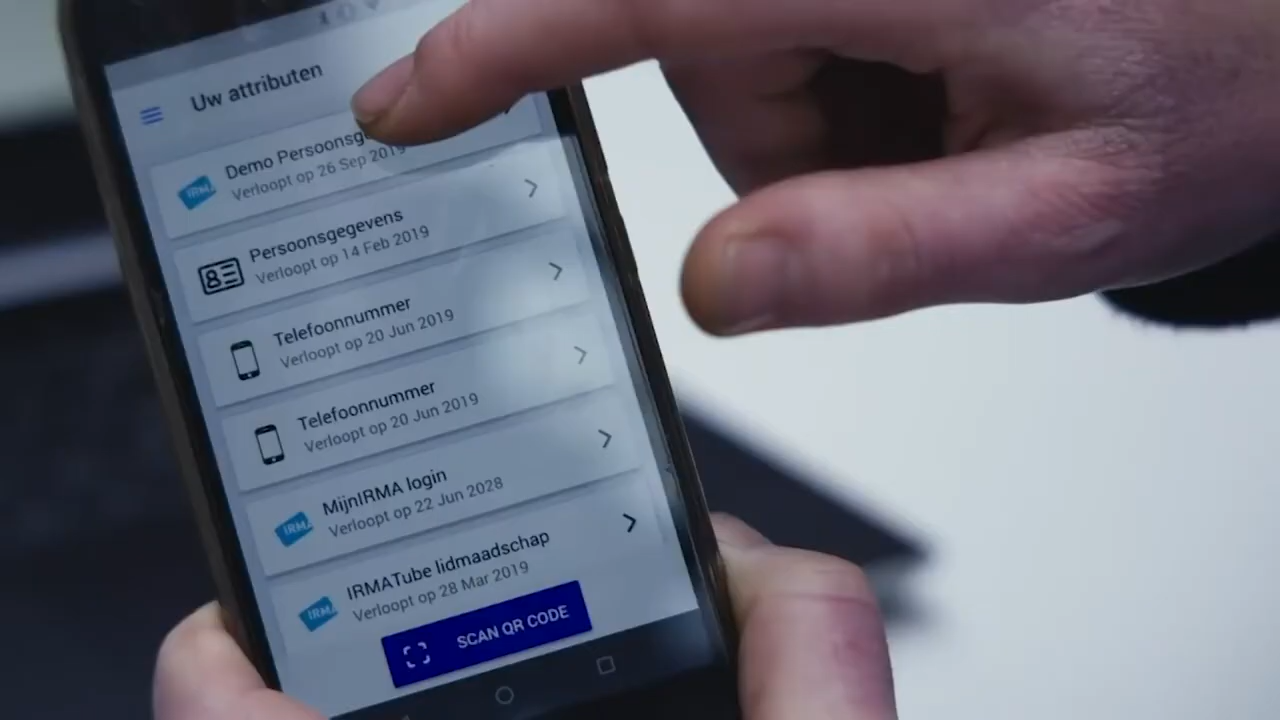 Uw attributen
Demo
Verloopt op 26 Sep 2019
IRMA
Persoonsgegevens
Verloopt op 14 Feb 2019
Telefoonnummer
Verloopt op 20 Jun 2019
Telefoonnummer
Verloopt op 20 Jun 2019
MijnIRMA login
Verloopt op 22 Jun 2028
IRMA
IRMATube lidmaadschap
Verloopt op 28 Mar 2019
IRMA
SCAN QR CODE